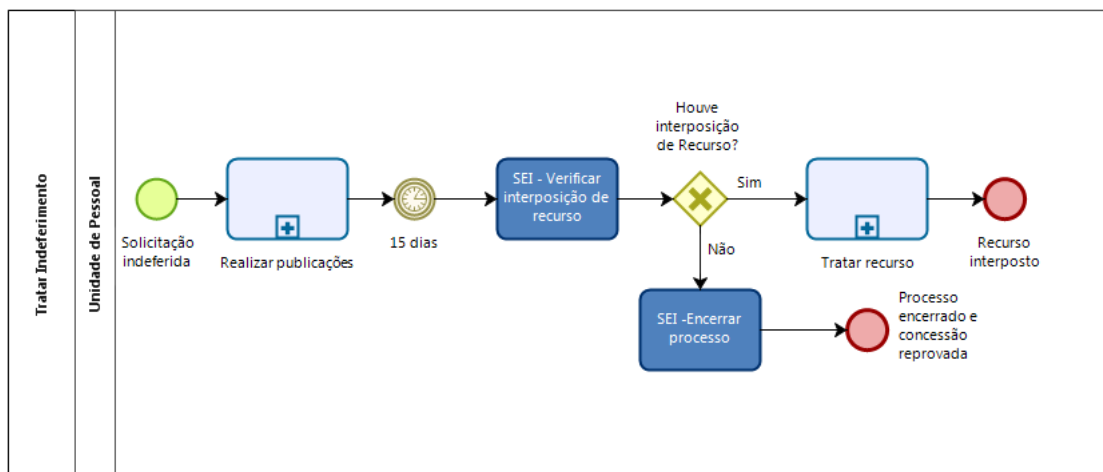 Tratar Indeferimento
Unidade de Pessoal
Solicitação
indeferida
Realizar publicações
15 dias
SEI - Verificar
interposição de
recurso
Houve
interposição
de Recurso?
Sim
Não
Tratar recurso
Recurso
interposto
SEI -Encerrar
processo
Processo
encerrado e
concessão
reprovada